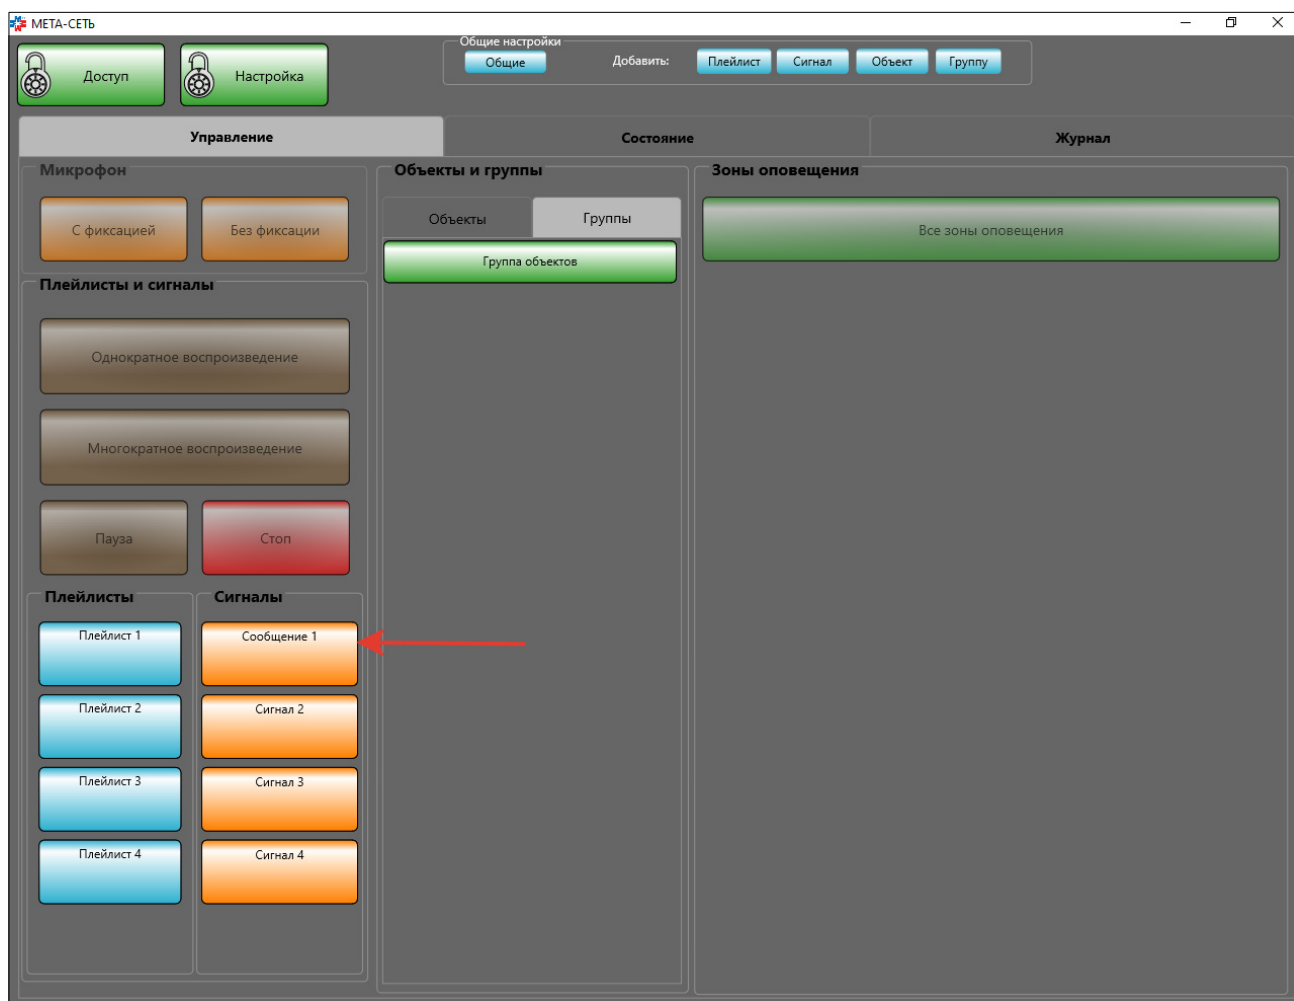 МЕТА-СЕТЬ
Общие настройки
Доступ
Настройка
Общие
Добавить:
Плейлист
Сигнал
Объект
Группу
Управление
Состояние
Журнал
Микрофон
С фиксацией
Без фиксации
Плейлисты и сигналы
Однократное воспроизведение
Многократное воспроизведение
Пауза
Стоп
Плейлисты
Плейлист 1
Плейлист 2
Плейлист 3
Плейлист 4
Сигналы
Сообщение 1
Сигнал 2
Сигнал 3
Сигнал 4
Объекты и группы
Объекты
Группы
Группа объектов
Зоны оповещения
Все зоны оповещения